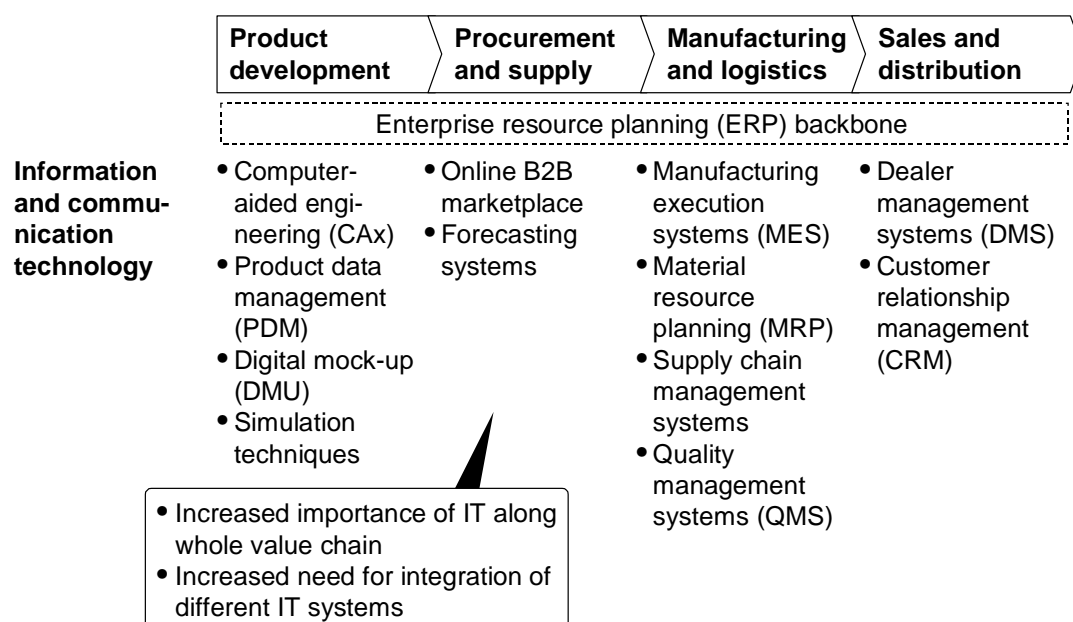 Product
development
Procurement
and supply
Manufacturing
and logistics
Sales and
distribution
Enterprise resource planning (ERP) backbone
Information
and commu-
nication
technology
• Computer-
aided engi-
neering (CAx)
• Product data
management
(PDM)
• Digital mock-up
(DMU)
• Simulation
techniques
• Online B2B
marketplace
• Forecasting
systems
• Manufacturing
execution
systems (MES)
• Material
resource
planning (MRP)
• Supply chain
management
systems
• Quality
management
systems (QMS)
• Dealer
management
systems (DMS)
• Customer
relationship
management
(CRM)
• Increased importance of IT along
whole value chain
• Increased need for integration of
different IT systems